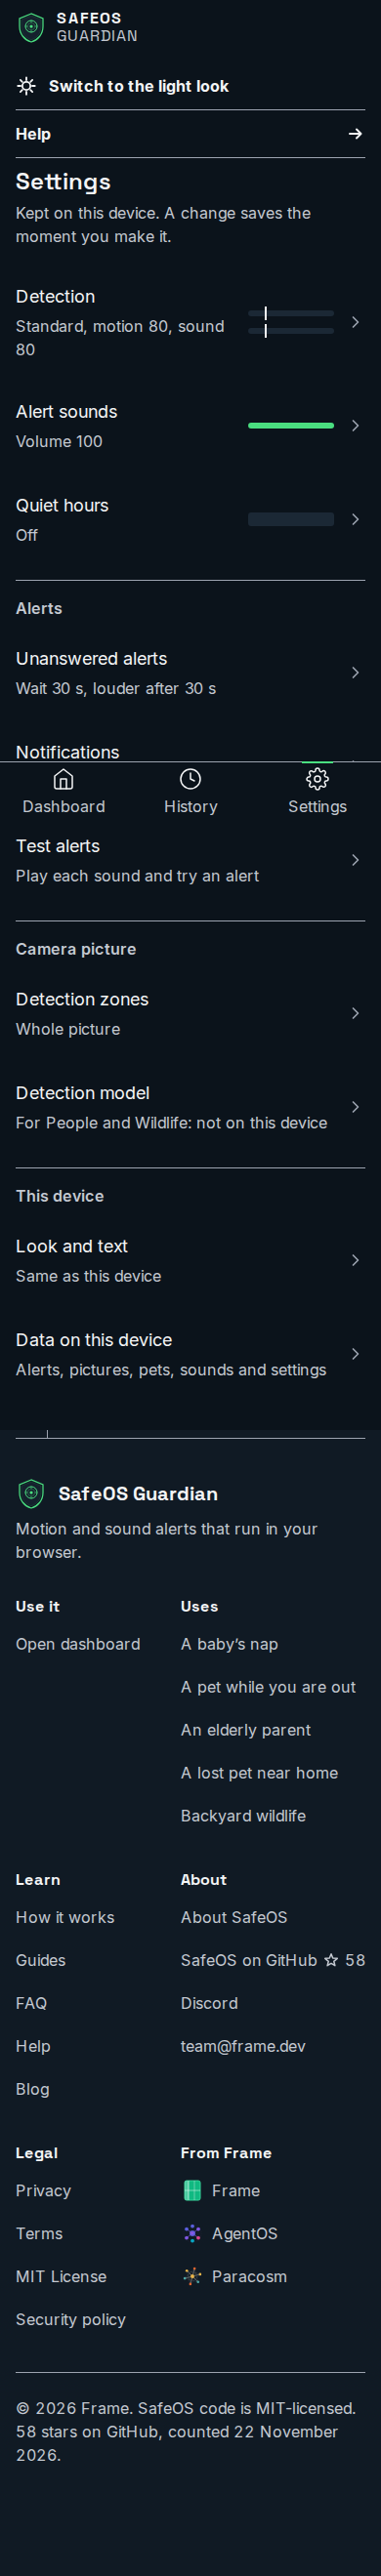 SAFEOS
GUARDIAN
Switch to the light look
Help
Settings
Kept on this device. A change saves the
moment you make it.
Detection
Standard, motion 80, sound
80
Alert sounds
Volume 100
Quiet hours
Off
Alerts
Unanswered alerts
Wait 30 s, louder after 30 s
Notifications
Dashboard
History
Settings
Test alerts
Play each sound and try an alert
Camera picture
Detection zones
Whole picture
Detection model
For People and Wildlife: not on this device
This device
Look and text
Same as this device
Data on this device
Alerts, pictures, pets, sounds and settings
SafeOS Guardian
Motion and sound alerts that run in your
browser.
Use it
Open dashboard
Uses
A baby’s nap
A pet while you are out
An elderly parent
A lost pet near home
Backyard wildlife
Learn
How it works
Guides
FAQ
Help
Blog
About
About SafeOS
SafeOS on GitHub ☆ 58
Discord
team@frame.dev
Legal
Privacy
Terms
MIT License
Security policy
From Frame
Frame
AgentOS
Paracosm
© 2026 Frame. SafeOS code is MIT-licensed.
58 stars on GitHub, counted 22 November
2026.